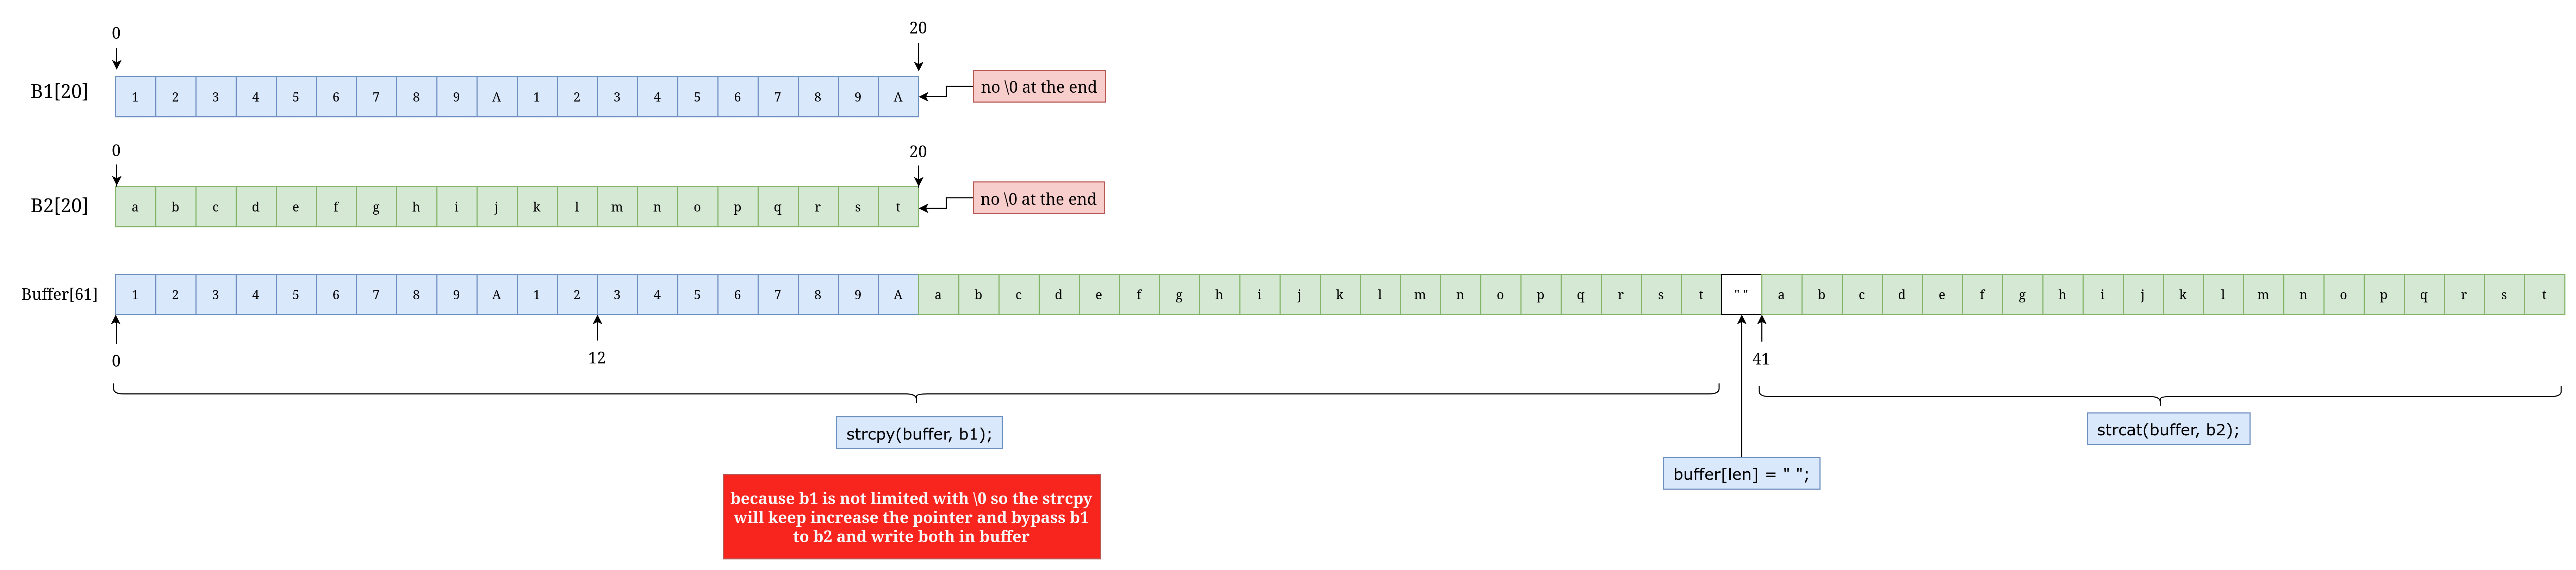 0
20
B1[20]
1 2 3 4 5 6 7 8 9 A 1 2 3 4 5 6 7 8 9 A
no \0 at the end
0
20
B2[20]
a b c d e f g h i j k l m n o p q r s t
no \0 at the end
Buffer[61]
1 2 3 4 5 6 7 8 9 A 1 2 3 4 5 6 7 8 9 A a b c d e f g h i j k l m n o p q r s t " " a b c d e f g h i j k l m n o p q r s t
0
12
41
strcpy(buffer, b1);
strcat(buffer, b2);
buffer[len] = " ";
because b1 is not limited with \0 so the strcpy
will keep increase the pointer and bypass b1
to b2 and write both in buffer